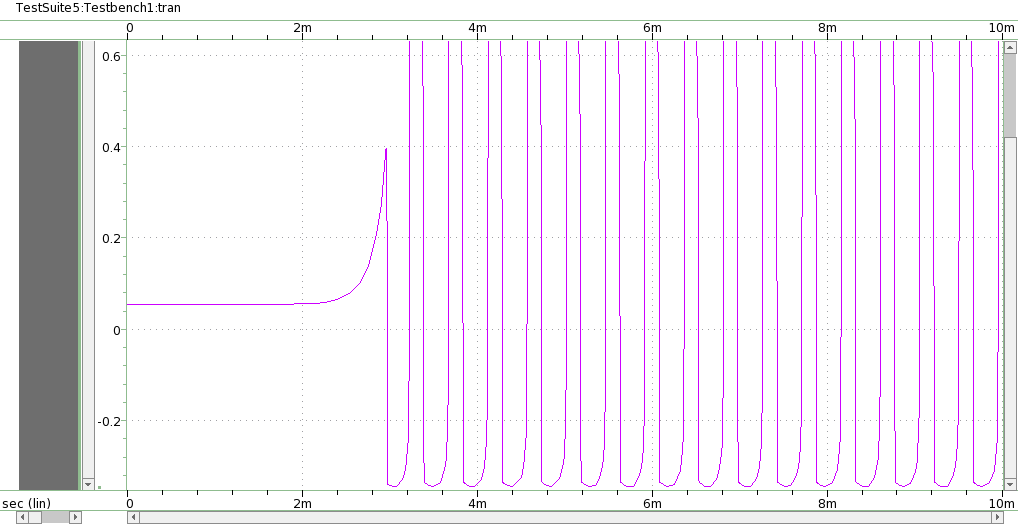 TestSuite5:Testbench1:tran
0 2m 4m 6m 8m 10m
0.6
0.4
0.2
0
-0.2
sec (lin) 0 2m 4m 6m 8m 10m